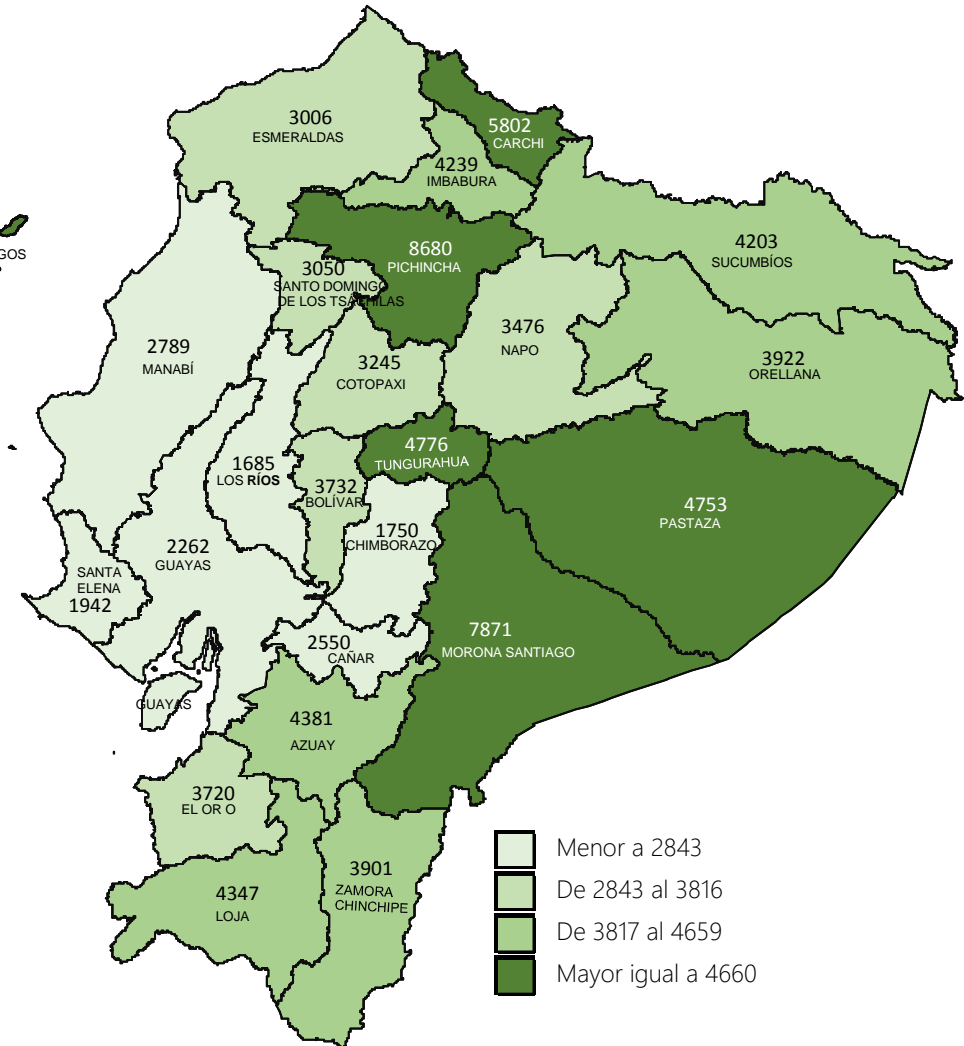 3006
ESMERALDAS
5802
CARCHI
4239
IMBABURA
GOS
8680
PICHINCHA
4203
SUCUMBÍOS
3050
SANTO DOMINGO
DE LOS TSÁCHILAS
3476
NAPO
2789
MANABÍ
3245
COTOPAXI
3922
ORELLANA
4776
TUNGURAHUA
1685
LOS RÍOS
3732
BOLÍVAR
4753
PASTAZA
1750
CHIMBORAZO
2262
GUAYAS
SANTA
ELENA
1942
7871
MORONA SANTIAGO
2550
CAÑAR
GUAYAS
4381
AZUAY
3720
EL OR O
3901
ZAMORA
CHINCHIPE
4347
LOJA
Menor a 2843
De 2843 al 3816
De 3817 al 4659
Mayor igual a 4660